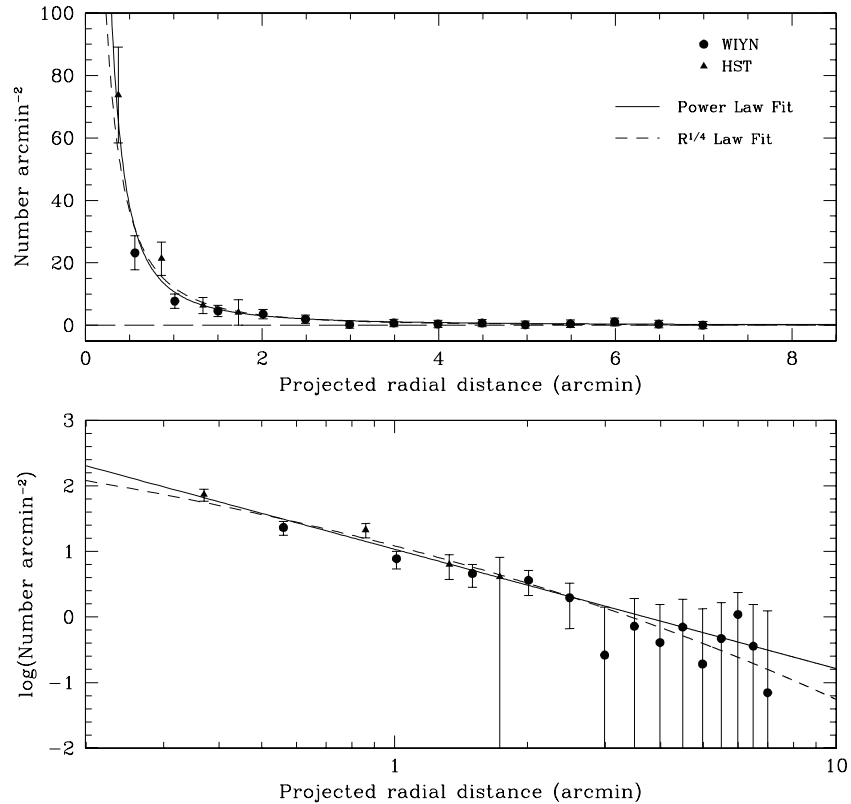 100
80
60
40
20
0
Number arcmin⁻²
WIYN
HST
Power Law Fit
R¹/⁴ Law Fit
0 2 4 6 8
Projected radial distance (arcmin)
3
2
1
0
-1
-2
log(Number arcmin⁻²)
1 10
Projected radial distance (arcmin)